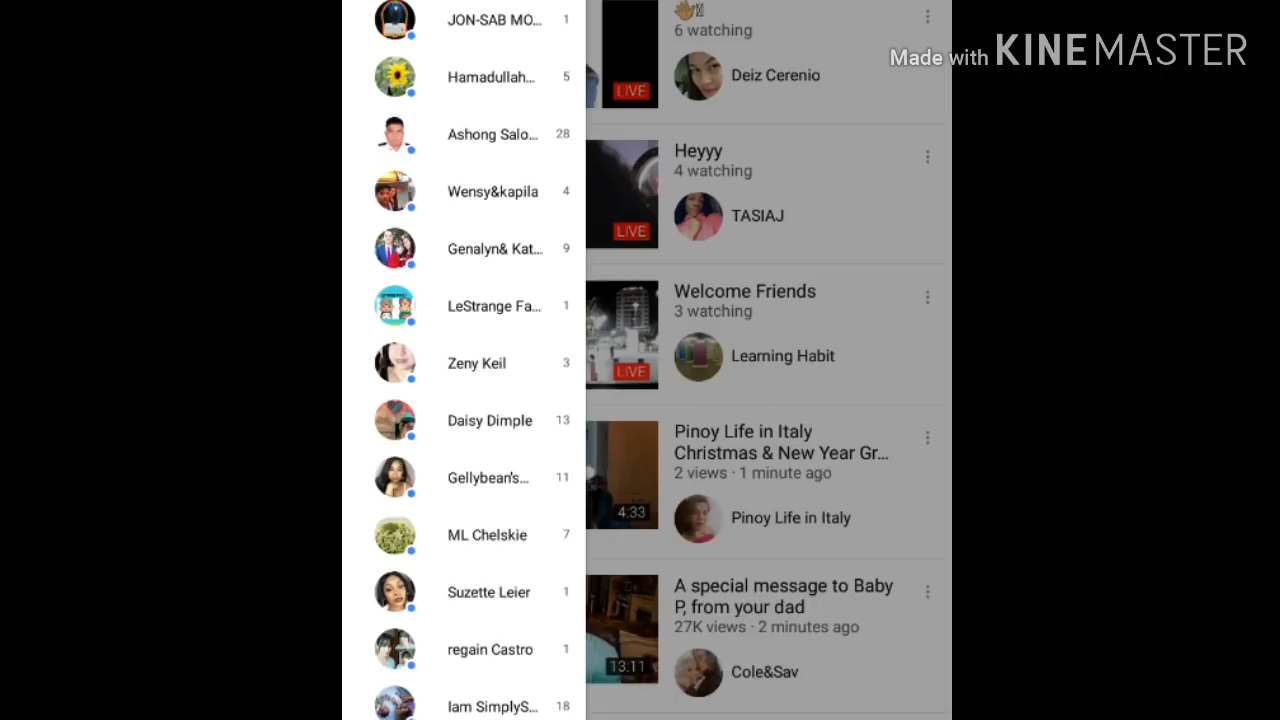 JON-SAB MO... 1
Hamadullah... 5
Ashong Salo... 28
Wensy&kapila 4
Genalyn& Kat... 9
LeStrange Fa... 1
Zeny Keil 3
Daisy Dimple 13
Gellybean's... 11
ML Chelskie 7
Suzette Leier 1
regain Castro 1
Iam SimplyS... 18
6 watching
LIVE
Deiz Cerenio
Heyyy
4 watching
LIVE
TASIAJ
Welcome Friends
3 watching
LIVE
Learning Habit
Pinoy Life in Italy
Christmas & New Year Gr...
2 views · 1 minute ago
4:33
Pinoy Life in Italy
A special message to Baby
P, from your dad
27K views · 2 minutes ago
13:11
Cole&Sav
Made with KINEMASTER